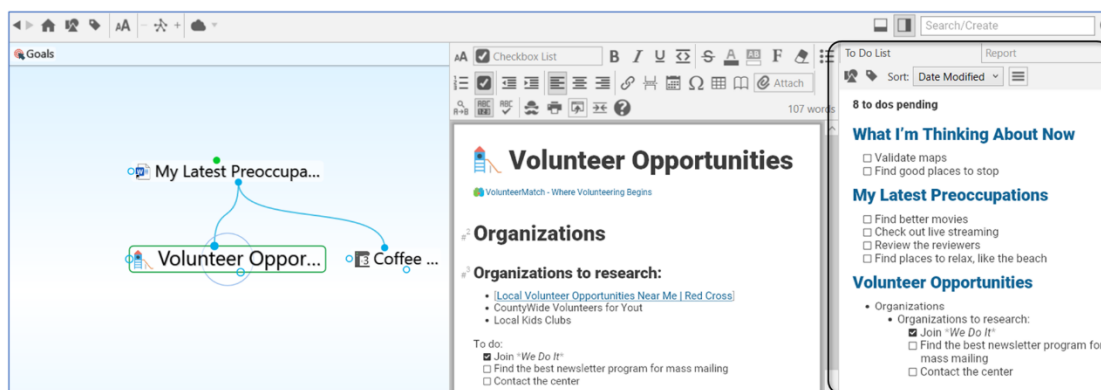 Search/Create
Goals
My Latest Preoccupa...
Volunteer Oppor...
Coffee ...
Checkbox List
Attach
107 words
Volunteer Opportunities
VolunteerMatch - Where Volunteering Begins
Organizations
Organizations to research:
[Local Volunteer Opportunities Near Me | Red Cross]
CountyWide Volunteers for Yout
Local Kids Clubs
To do:
Join *We Do It*
Find the best newsletter program for mass mailing
Contact the center
To Do List
Report
Sort: Date Modified
8 to dos pending
What I'm Thinking About Now
Validate maps
Find good places to stop
My Latest Preoccupations
Find better movies
Check out live streaming
Review the reviewers
Find places to relax, like the beach
Volunteer Opportunities
Organizations
Organizations to research:
Join *We Do It*
Find the best newsletter program for
mass mailing
Contact the center